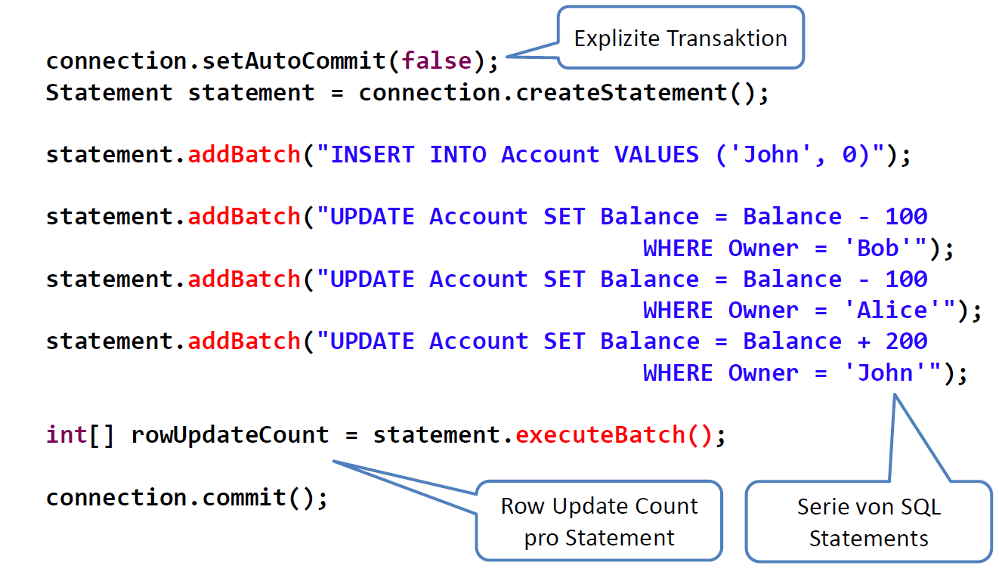 Explizite Transaktion
connection.setAutoCommit(false);
Statement statement = connection.createStatement();
statement.addBatch("INSERT INTO Account VALUES ('John', 0)");
statement.addBatch("UPDATE Account SET Balance = Balance - 100
WHERE Owner = 'Bob'");
statement.addBatch("UPDATE Account SET Balance = Balance - 100
WHERE Owner = 'Alice'");
statement.addBatch("UPDATE Account SET Balance = Balance + 200
WHERE Owner = 'John'");
int[] rowUpdateCount = statement.executeBatch();
connection.commit();
Row Update Count
pro Statement
Serie von SQL
Statements